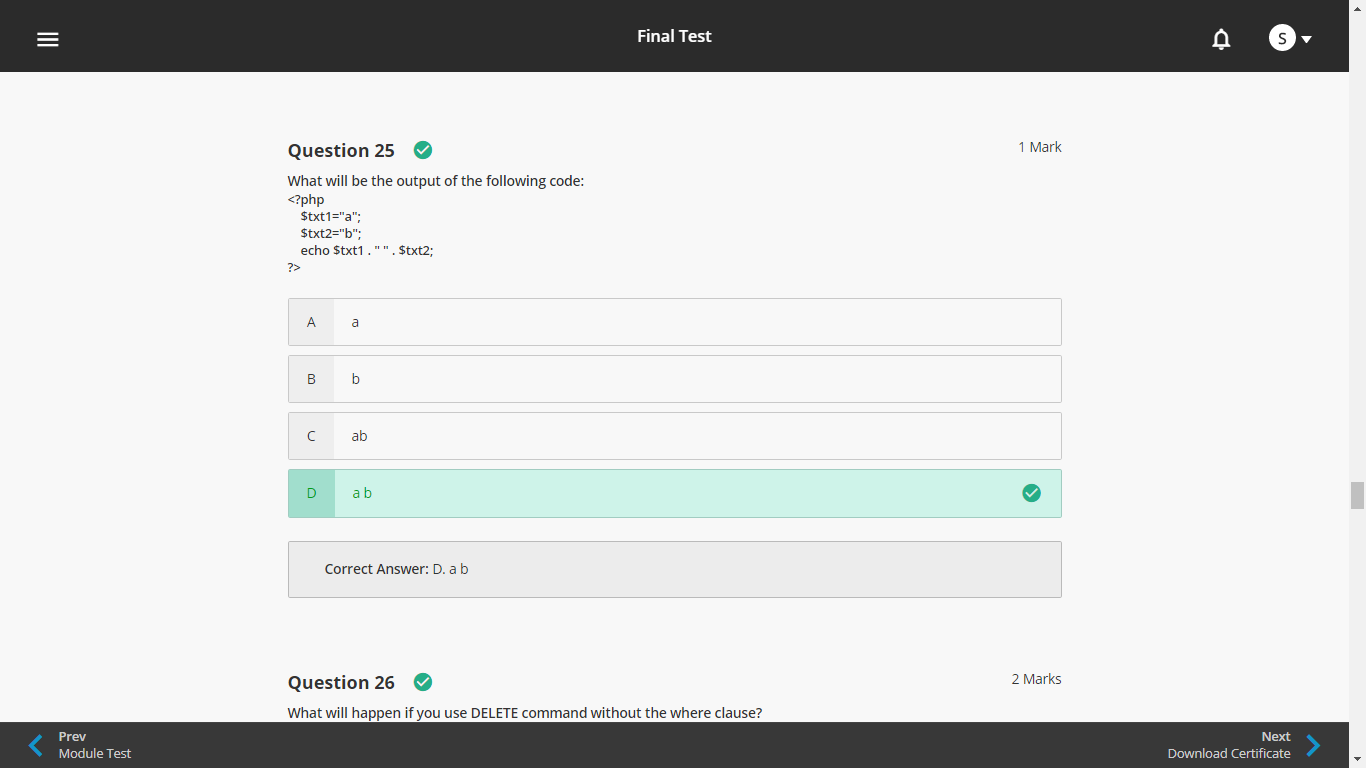 Final Test
S
Question 25
1 Mark
What will be the output of the following code:
<?php
$txt1="a";
$txt2="b";
echo $txt1 . " " . $txt2;
?>
A a
B b
C ab
D a b
Correct Answer: D. a b
Question 26
2 Marks
What will happen if you use DELETE command without the where clause?
Prev
Module Test
Next
Download Certificate